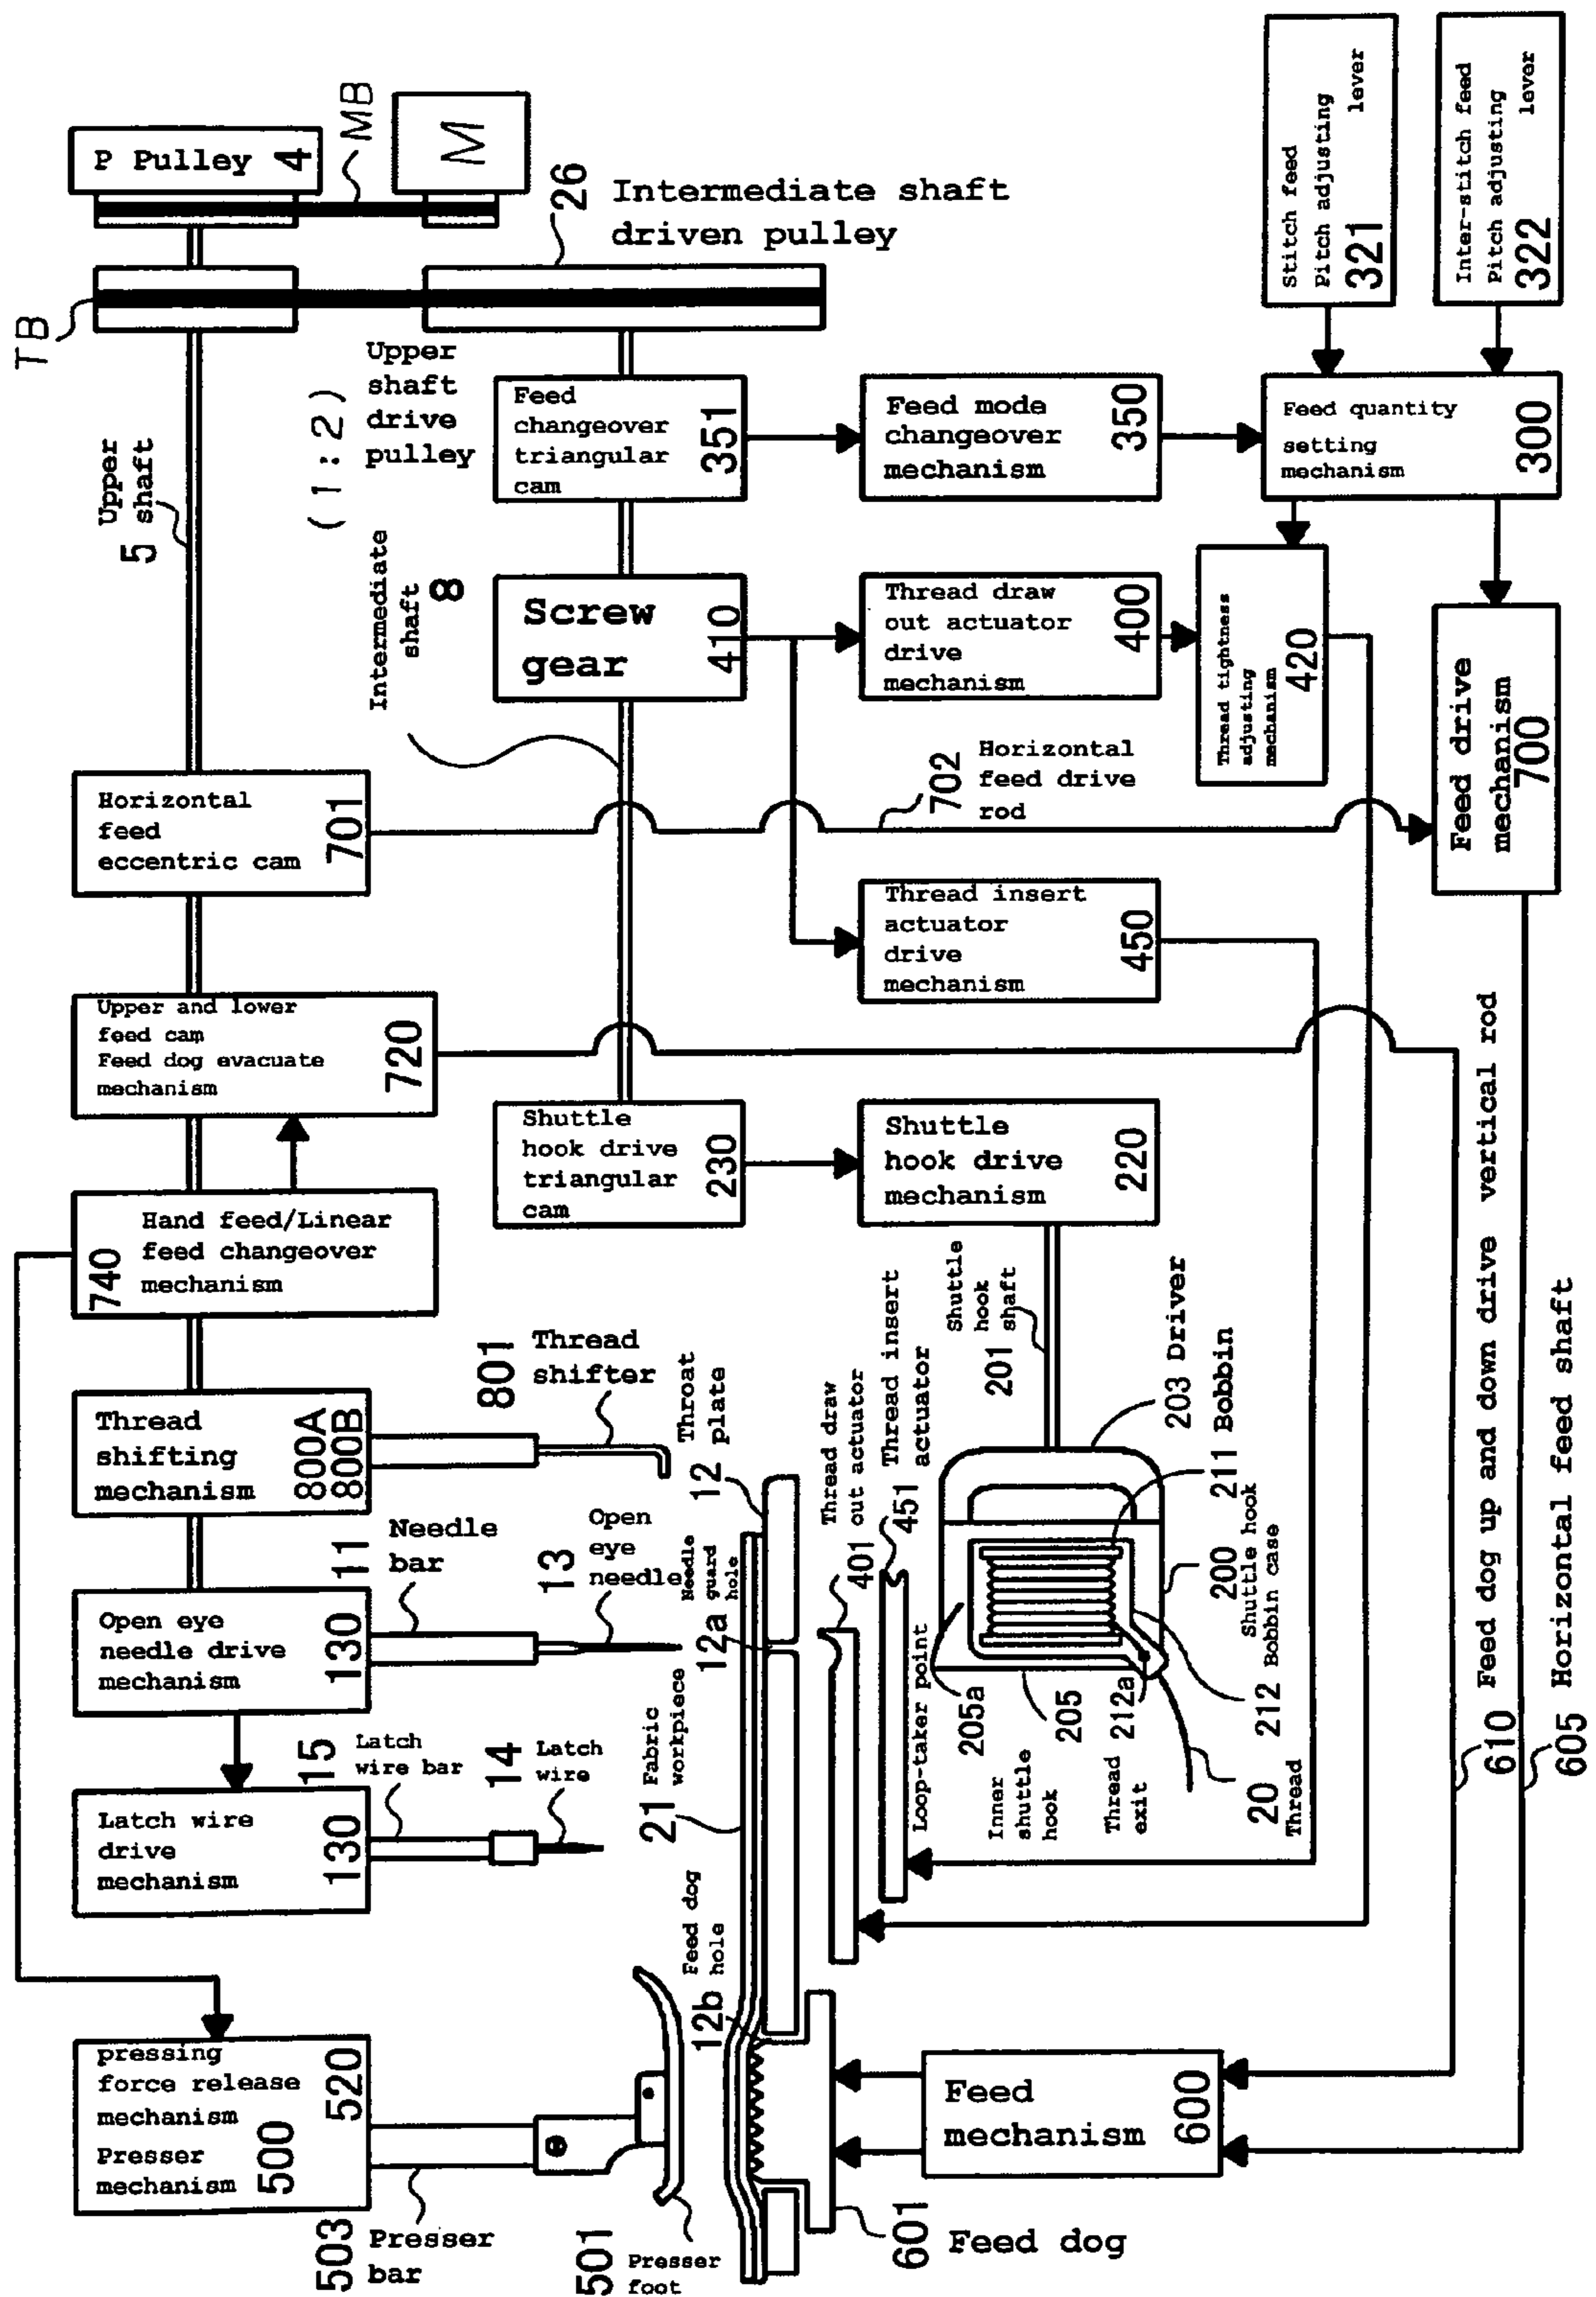 P Pulley 4
MB
M
TB
26
Intermediate shaft
driven pulley
Upper
shaft
5
(1:2)
Upper
shaft
drive
pulley
Intermediate
shaft
8
Feed
changeover
triangular
cam
351
Feed mode
changeover
mechanism
350
Stitch feed
Pitch adjusting
lever
321
Inter-stitch feed
Pitch adjusting
lever
322
Feed quantity
setting
mechanism
300
Screw
gear
410
Thread draw
out actuator
drive
mechanism
400
Thread tightness
adjusting
mechanism
420
Feed drive
mechanism
700
Horizontal
feed
eccentric cam
701
702
Horizontal
feed drive
rod
Thread insert
actuator
drive
mechanism
450
Upper and lower
feed cam
Feed dog evacuate
mechanism
720
Shuttle
hook drive
triangular
cam
230
Shuttle
hook drive
mechanism
220
740
Hand feed/Linear
feed changeover
mechanism
Thread
shifting
mechanism
800A
800B
801
Thread
shifter
Throat
plate
12
Thread draw
out actuator
401
Thread insert
actuator
451
Shuttle
hook
shaft
201
203 Driver
211 Bobbin
200
Shuttle hook
212 Bobbin case
Open eye
needle drive
mechanism
130
11
Needle
bar
13
Open
eye
needle
Needle
guard
hole
12a
Loop-taker point
205a
205
Inner
shuttle
hook
212a
Thread
exit
20
Thread
Latch wire
drive
mechanism
130
15
Latch
wire bar
14
Latch
wire
21
Fabric
workpiece
Feed dog
hole
12b
pressing
force release
mechanism
520
Presser
mechanism
500
503
Presser
bar
501
Presser
foot
601
Feed dog
Feed
mechanism
600
610 Feed dog up and down drive vertical rod
605 Horizontal feed shaft